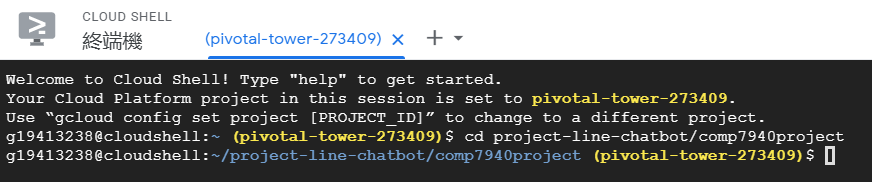 CLOUD SHELL
終端機 (pivotal-tower-273409)
Welcome to Cloud Shell! Type "help" to get started.
Your Cloud Platform project in this session is set to pivotal-tower-273409.
Use “gcloud config set project [PROJECT_ID]” to change to a different project.
g19413238@cloudshell:~ (pivotal-tower-273409)$ cd project-line-chatbot/comp7940project
g19413238@cloudshell:~/project-line-chatbot/comp7940project (pivotal-tower-273409)$